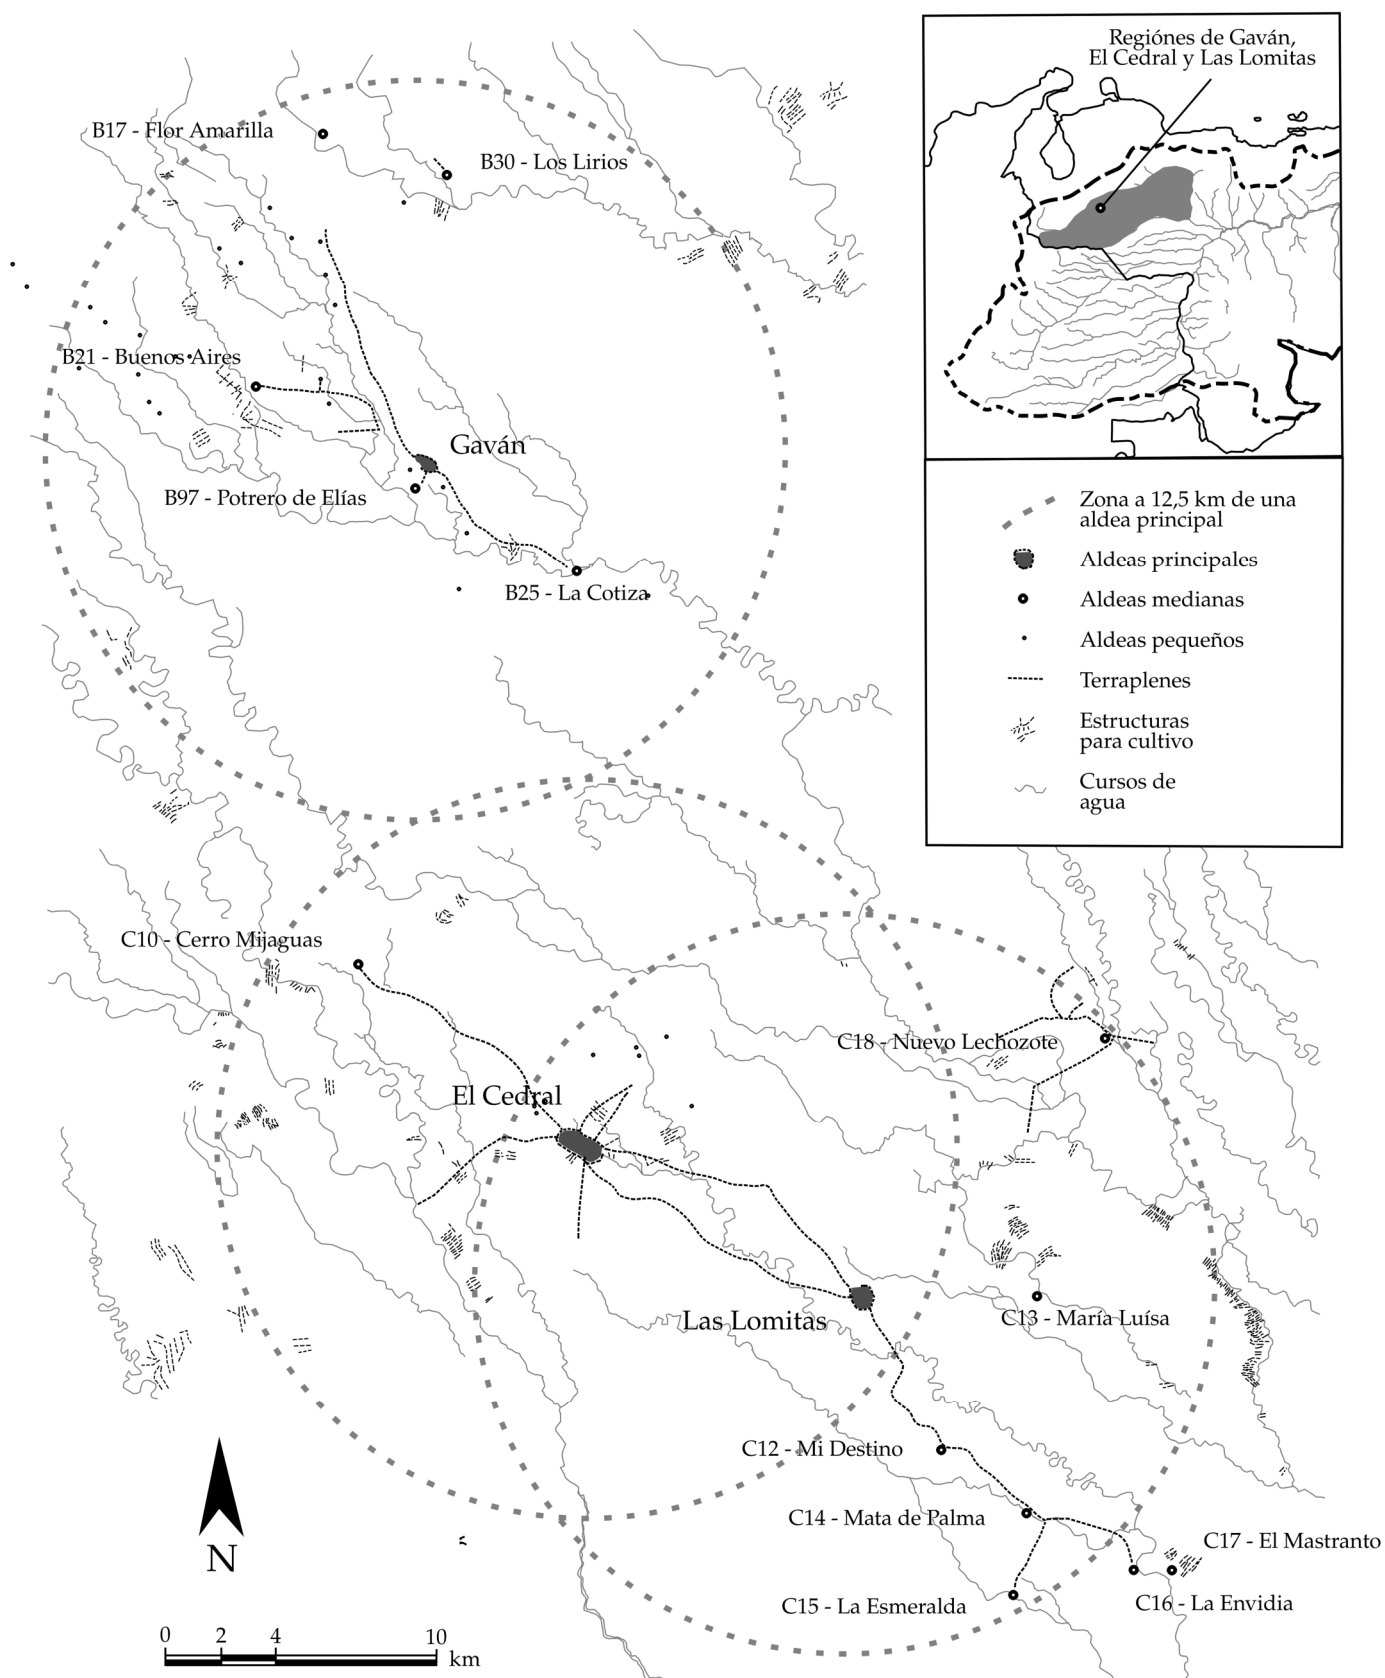 Regiónes de Gaván,
El Cedral y Las Lomitas
B17 - Flor Amarilla
B30 - Los Lirios
B21 - Buenos Aires
Gaván
B97 - Potrero de Elías
B25 - La Cotiza
Zona a 12,5 km de una
aldea principal
Aldeas principales
Aldeas medianas
Aldeas pequeños
Terraplenes
Estructuras
para cultivo
Cursos de
agua
C10 - Cerro Mijaguas
C18 - Nuevo Lechozote
El Cedral
Las Lomitas
C13 - María Luísa
C12 - Mi Destino
C14 - Mata de Palma
C17 - El Mastranto
C15 - La Esmeralda
C16 - La Envidia
N
0 2 4 10
km